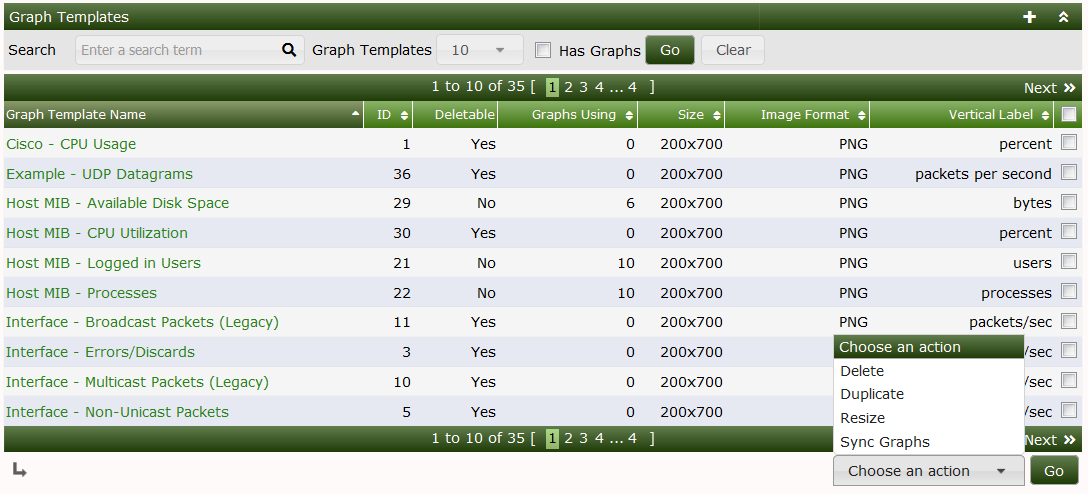 Graph Templates
Search Enter a search term Graph Templates 10 Has Graphs Go Clear
1 to 10 of 35 [ 1 2 3 4 ... 4 ] Next
Graph Template Name ID Deletable Graphs Using Size Image Format Vertical Label
Cisco - CPU Usage 1 Yes 0 200x700 PNG percent
Example - UDP Datagrams 36 Yes 0 200x700 PNG packets per second
Host MIB - Available Disk Space 29 No 6 200x700 PNG bytes
Host MIB - CPU Utilization 30 Yes 0 200x700 PNG percent
Host MIB - Logged in Users 21 No 10 200x700 PNG users
Host MIB - Processes 22 No 10 200x700 PNG processes
Interface - Broadcast Packets (Legacy) 11 Yes 0 200x700 PNG packets/sec
Choose an action
Interface - Errors/Discards 3 Yes 0 200x700 /sec
Delete
Interface - Multicast Packets (Legacy) 10 Yes 0 200x700 /sec
Duplicate
Interface - Non-Unicast Packets 5 Yes 0 200x700 /sec
Resize
1 to 10 of 35 [ 1 2 3 4 ... 4 ] Next
Sync Graphs
Choose an action Go